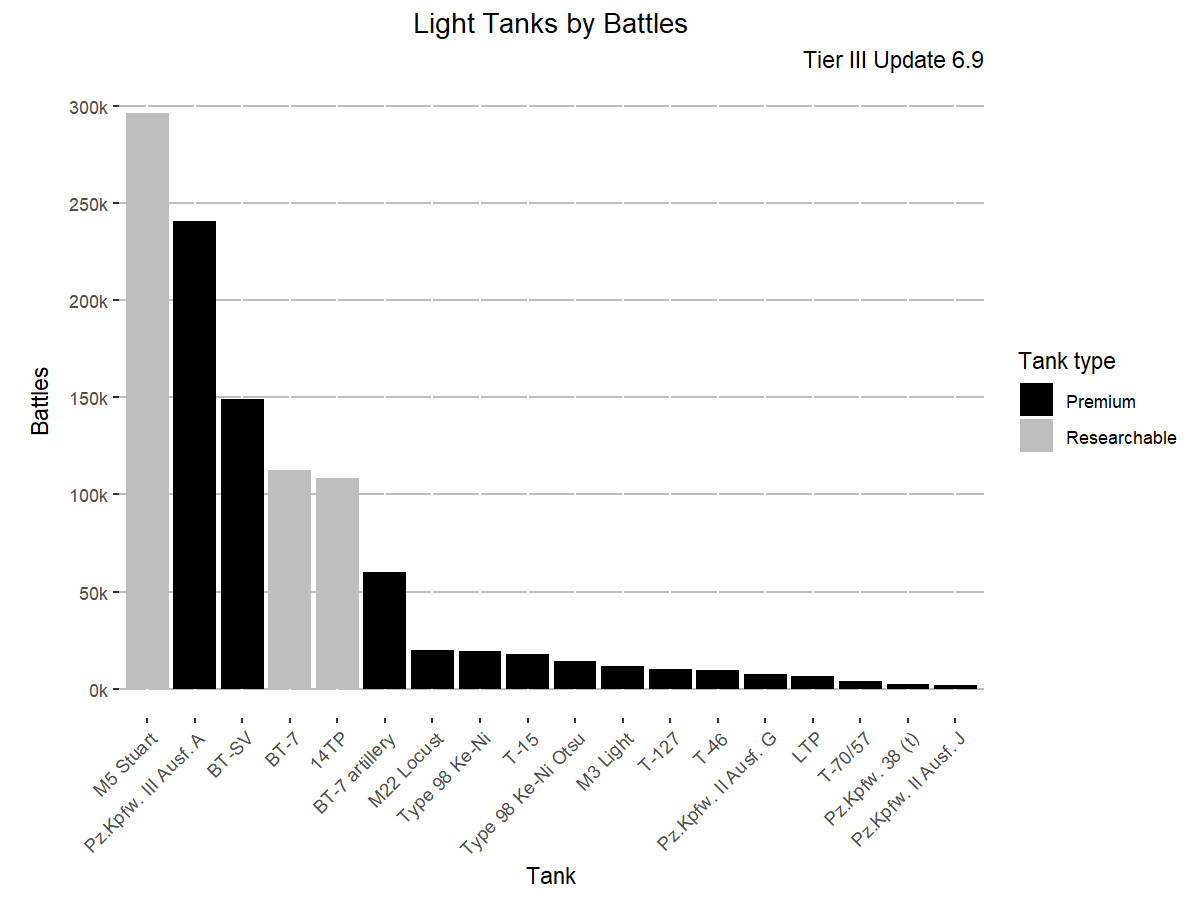 Light Tanks by Battles
Tier III Update 6.9
300k
250k
200k
150k
100k
50k
0k
Battles
M5 Stuart
Pz.Kpfw. III Ausf. A
BT-SV
BT-7
14TP
BT-7 artillery
M22 Locust
Type 98 Ke-Ni
T-15
Type 98 Ke-Ni Otsu
M3 Light
T-127
T-46
Pz.Kpfw. II Ausf. G
LTP
T-70/57
Pz.Kpfw. 38 (t)
Pz.Kpfw. II Ausf. J
Tank
Tank type
Premium
Researchable